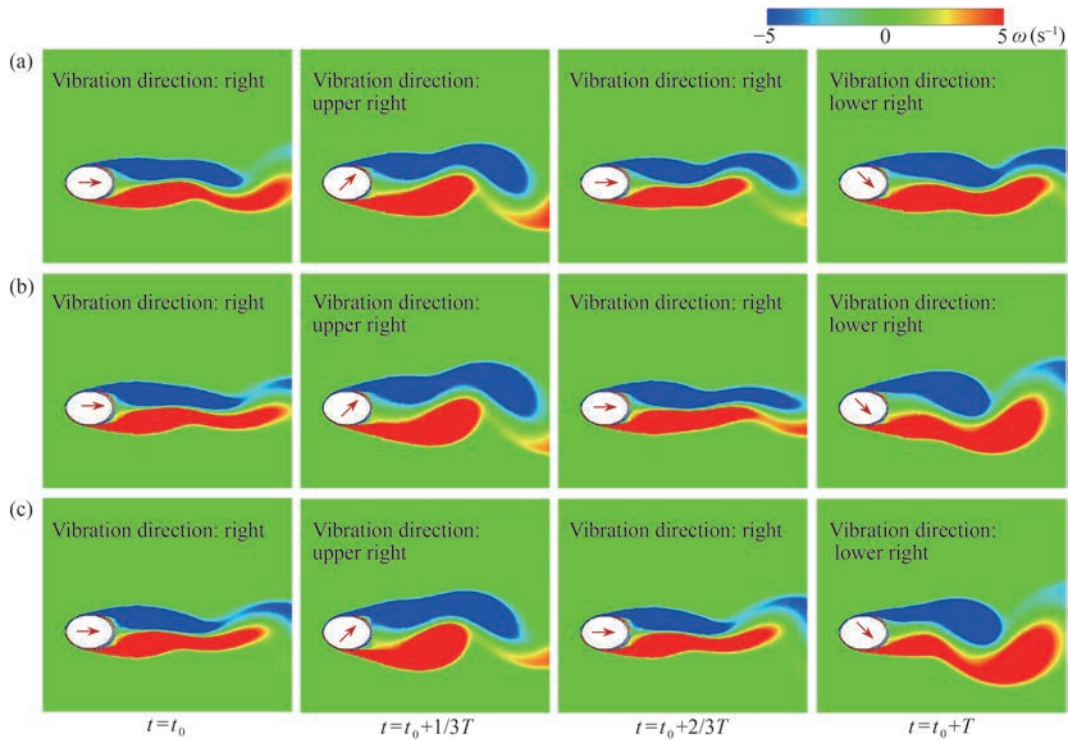 −5 0 5 ω (s⁻¹)
(a)
Vibration direction: right
Vibration direction:
upper right
Vibration direction: right
Vibration direction:
lower right
(b)
Vibration direction: right
Vibration direction:
upper right
Vibration direction: right
Vibration direction:
lower right
(c)
Vibration direction: right
Vibration direction:
upper right
Vibration direction: right
Vibration direction:
lower right
t=t₀
t=t₀+1/3T
t=t₀+2/3T
t=t₀+T